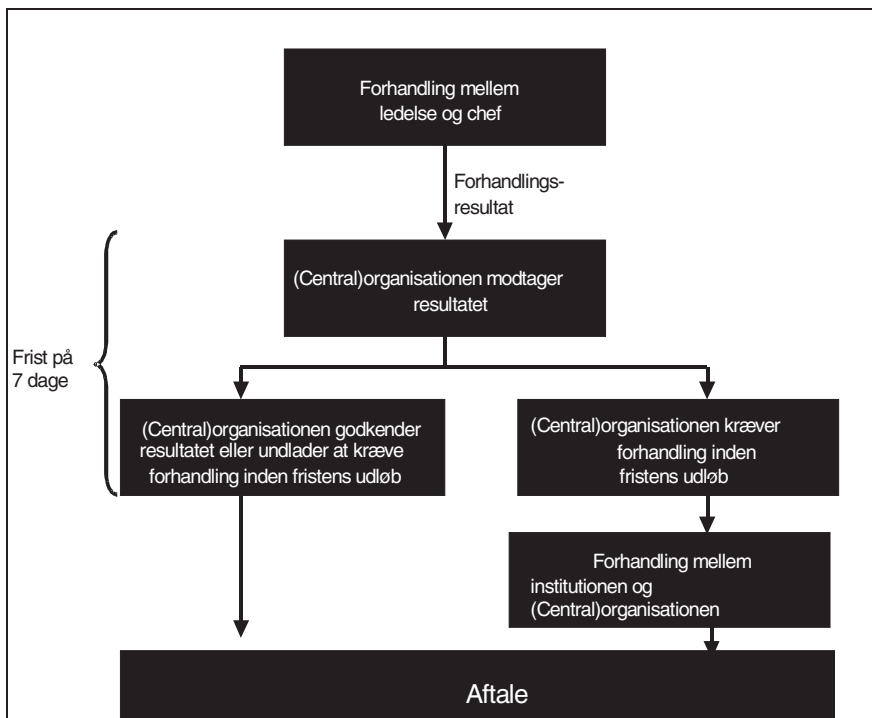 Forhandling mellem
ledelse og chef
Forhandlings-
resultat
(Central)organisationen modtager
resultatet
Frist på
7 dage
(Central)organisationen godkender
resultatet eller undlader at kræve
forhandling inden fristens udløb
(Central)organisationen kræver
forhandling inden
fristens udløb
Forhandling mellem
institutionen og
(Central)organisationen
Aftale